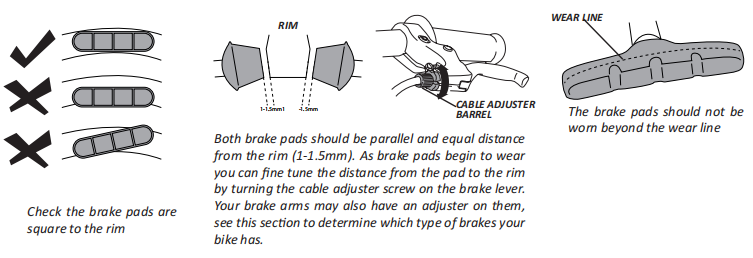 Check the brake pads are
square to the rim
RIM
1-1.5mm1
-1.5mm
CABLE ADJUSTER
BARREL
Both brake pads should be parallel and equal distance
from the rim (1-1.5mm). As brake pads begin to wear
you can fine tune the distance from the pad to the rim
by turning the cable adjuster screw on the brake lever.
Your brake arms may also have an adjuster on them,
see this section to determine which type of brakes your
bike has.
WEAR LINE
The brake pads should not be
worn beyond the wear line